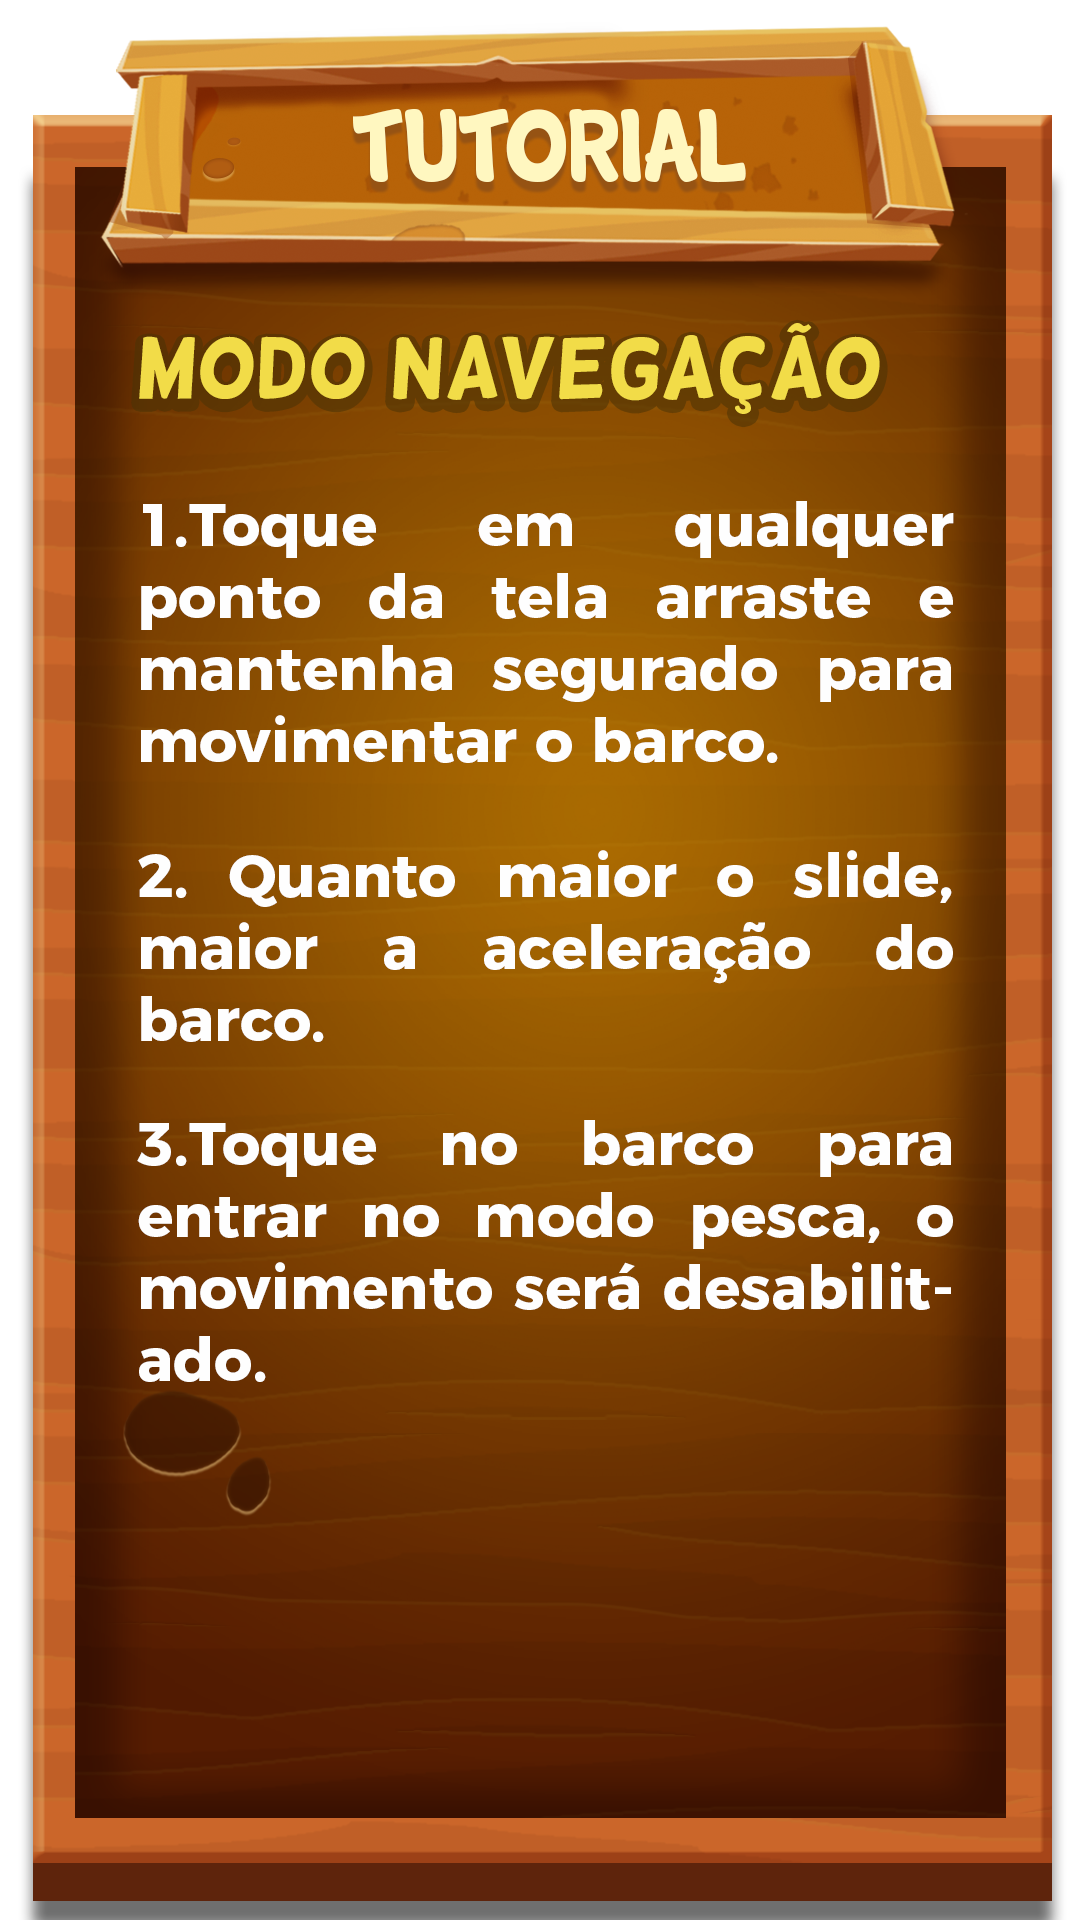 TUTORIAL
MODO NAVEGAÇÃO
1.Toque em qualquer
ponto da tela arraste e
mantenha segurado para
movimentar o barco.
2. Quanto maior o slide,
maior a aceleração do
barco.
3.Toque no barco para
entrar no modo pesca, o
movimento será desabilit-
ado.